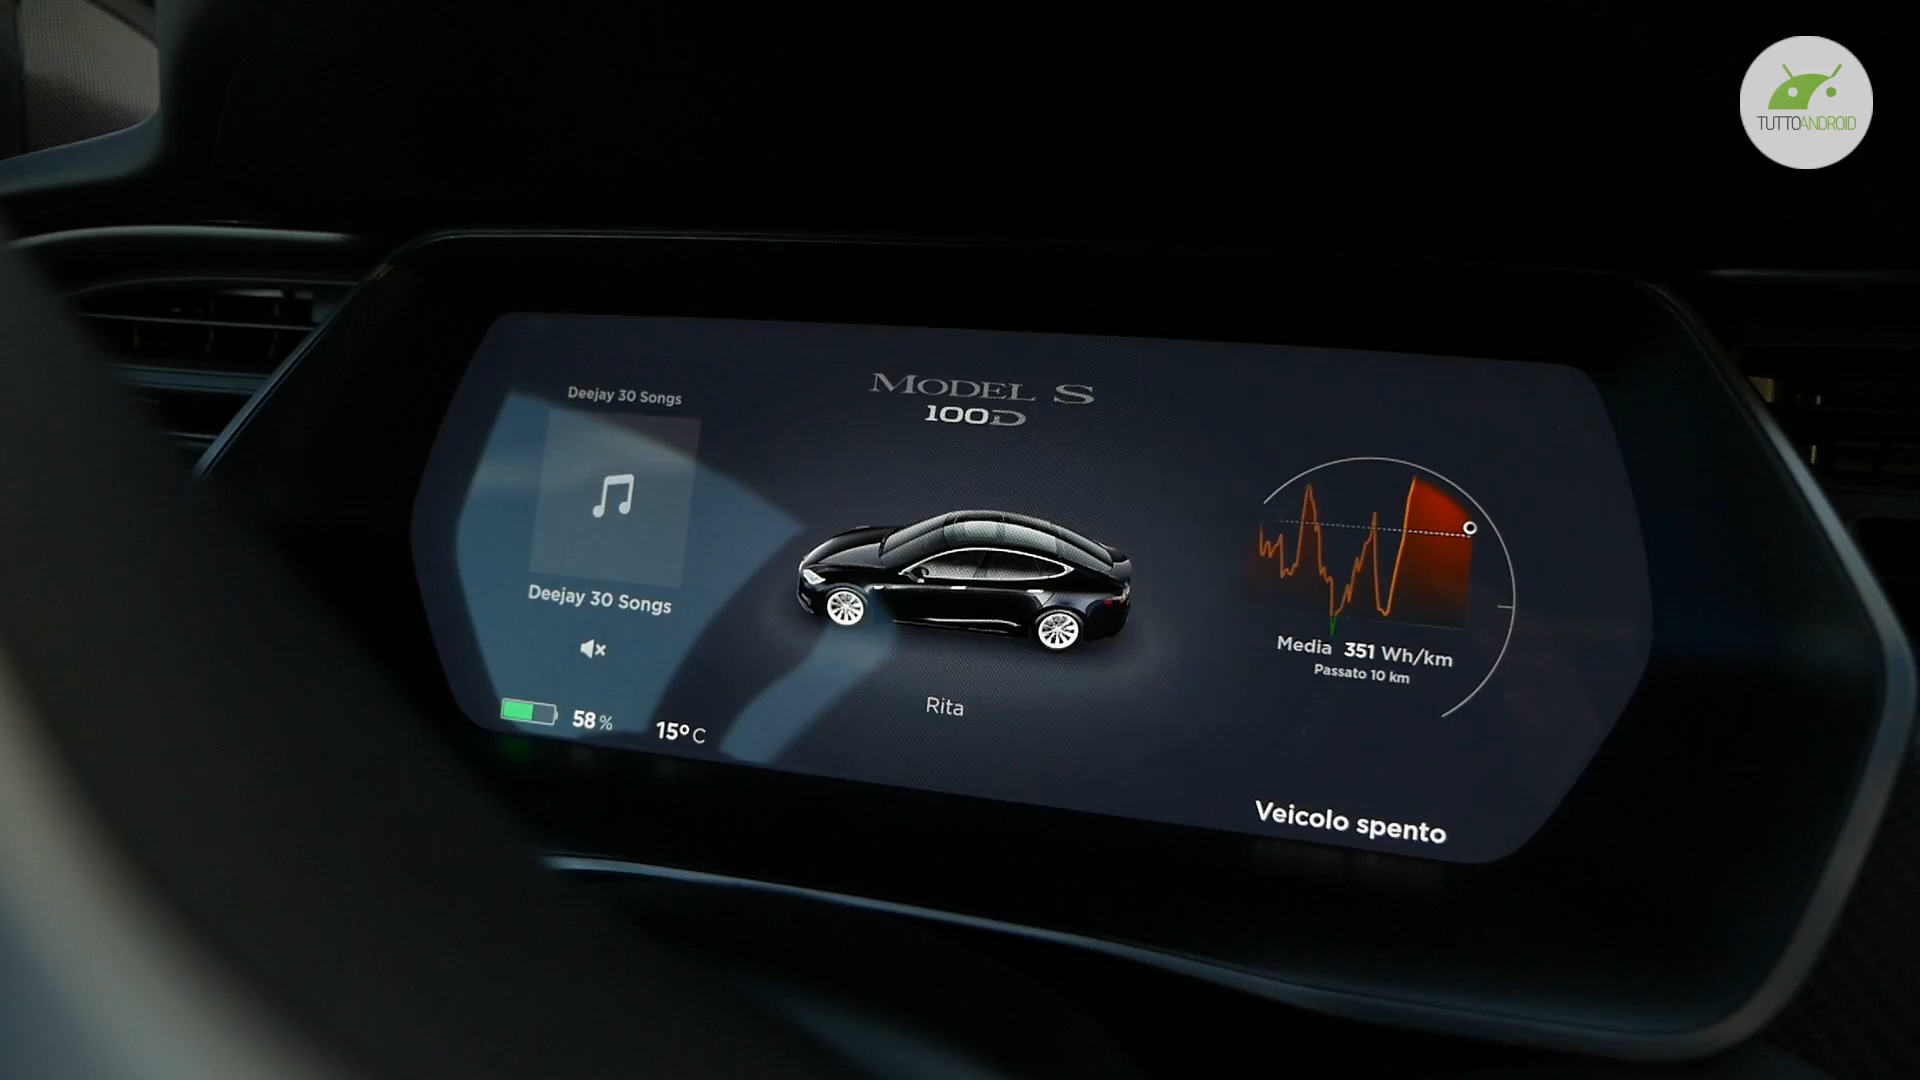 TUTTOANDROID
MODEL S
100D
Deejay 30 Songs
Deejay 30 Songs
58 %
15° C
Rita
Media 351 Wh/km
Passato 10 km
Veicolo spento